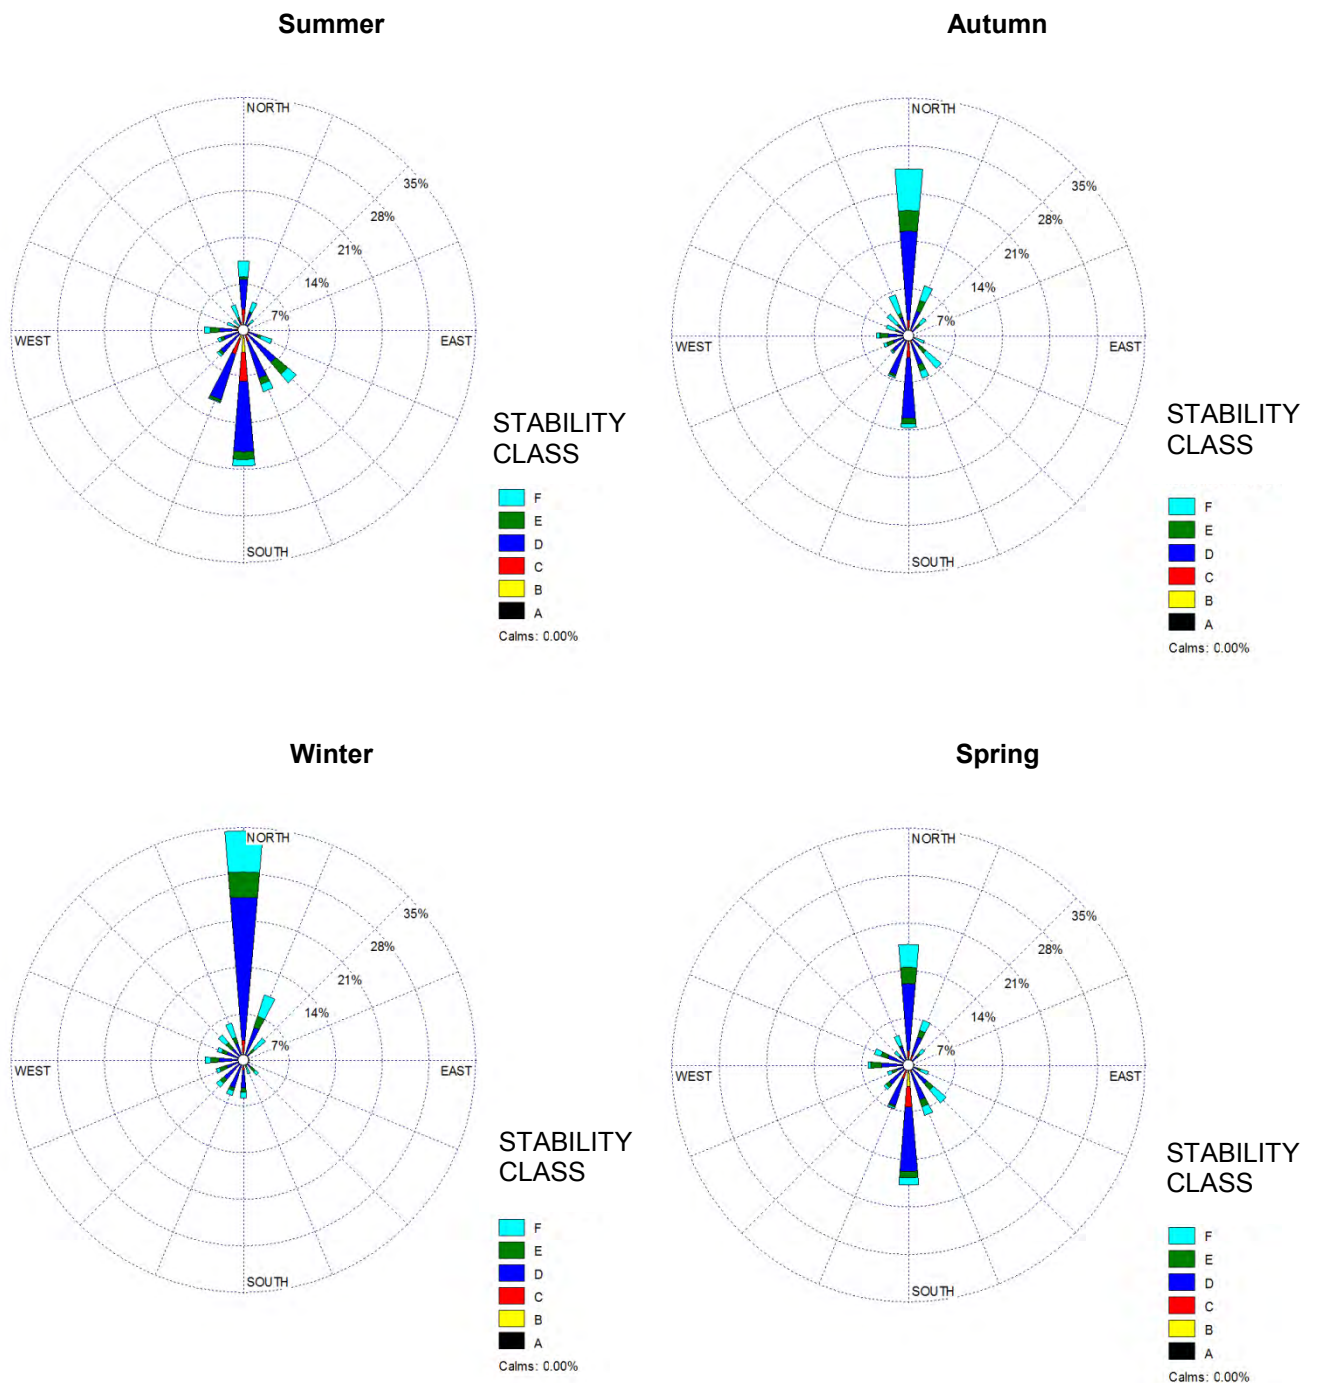 Summer
NORTH
35%
28%
21%
14%
7%
WEST
EAST
SOUTH
STABILITY
CLASS
F
E
D
C
B
A
Calms: 0.00%
Autumn
NORTH
35%
28%
21%
14%
7%
WEST
EAST
SOUTH
STABILITY
CLASS
F
E
D
C
B
A
Calms: 0.00%
Winter
NORTH
35%
28%
21%
14%
7%
WEST
EAST
SOUTH
STABILITY
CLASS
F
E
D
C
B
A
Calms: 0.00%
Spring
NORTH
35%
28%
21%
14%
7%
WEST
EAST
SOUTH
STABILITY
CLASS
F
E
D
C
B
A
Calms: 0.00%